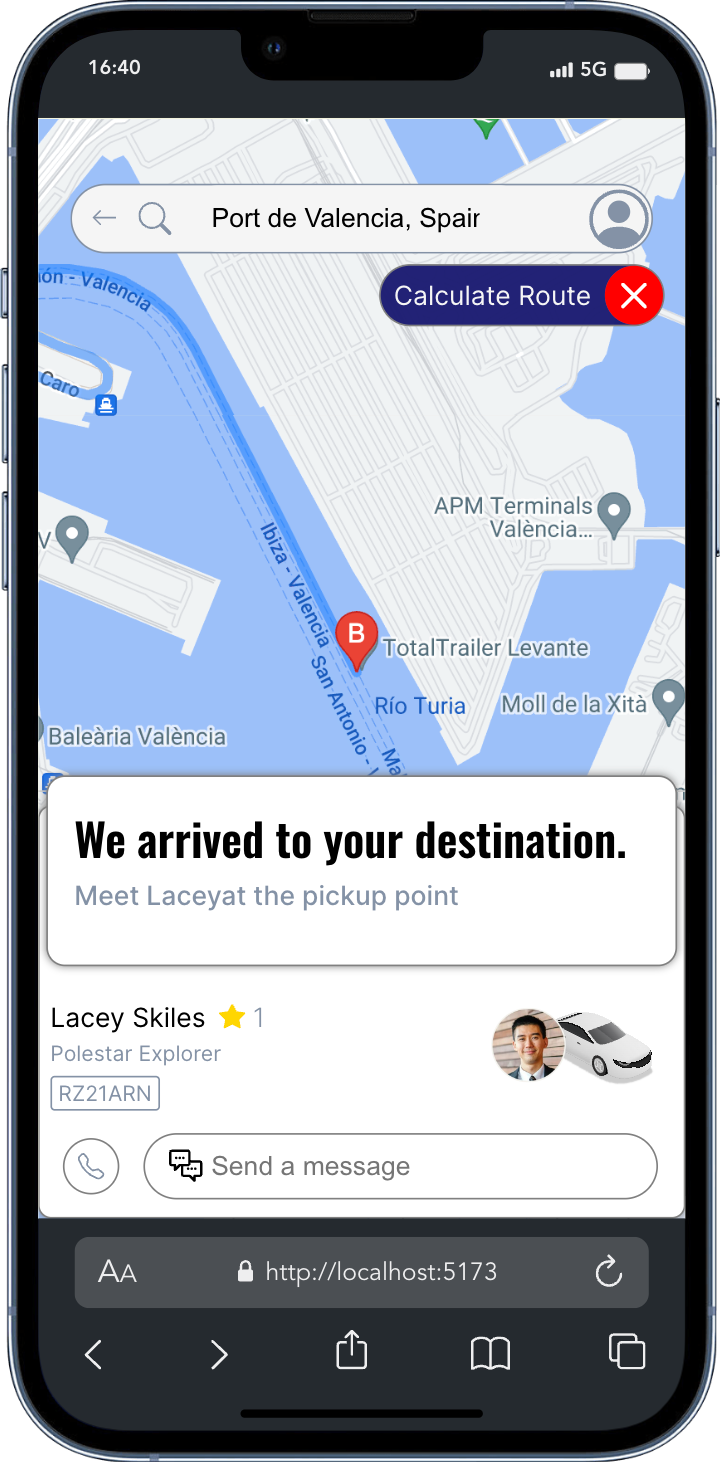 16:40
5G
Port de Valencia, Spain
Calculate Route
ón - Valencia
Caro
APM Terminals
València...
V
Ibiza - Valencia
B
TotalTrailer Levante
San Antonio - V
Río Turia
Moll de la Xità
Ma
Baleària València
We arrived to your destination.
Meet Laceyat the pickup point
Lacey Skiles 1
Polestar Explorer
RZ21ARN
Send a message
AA
http://localhost:5173